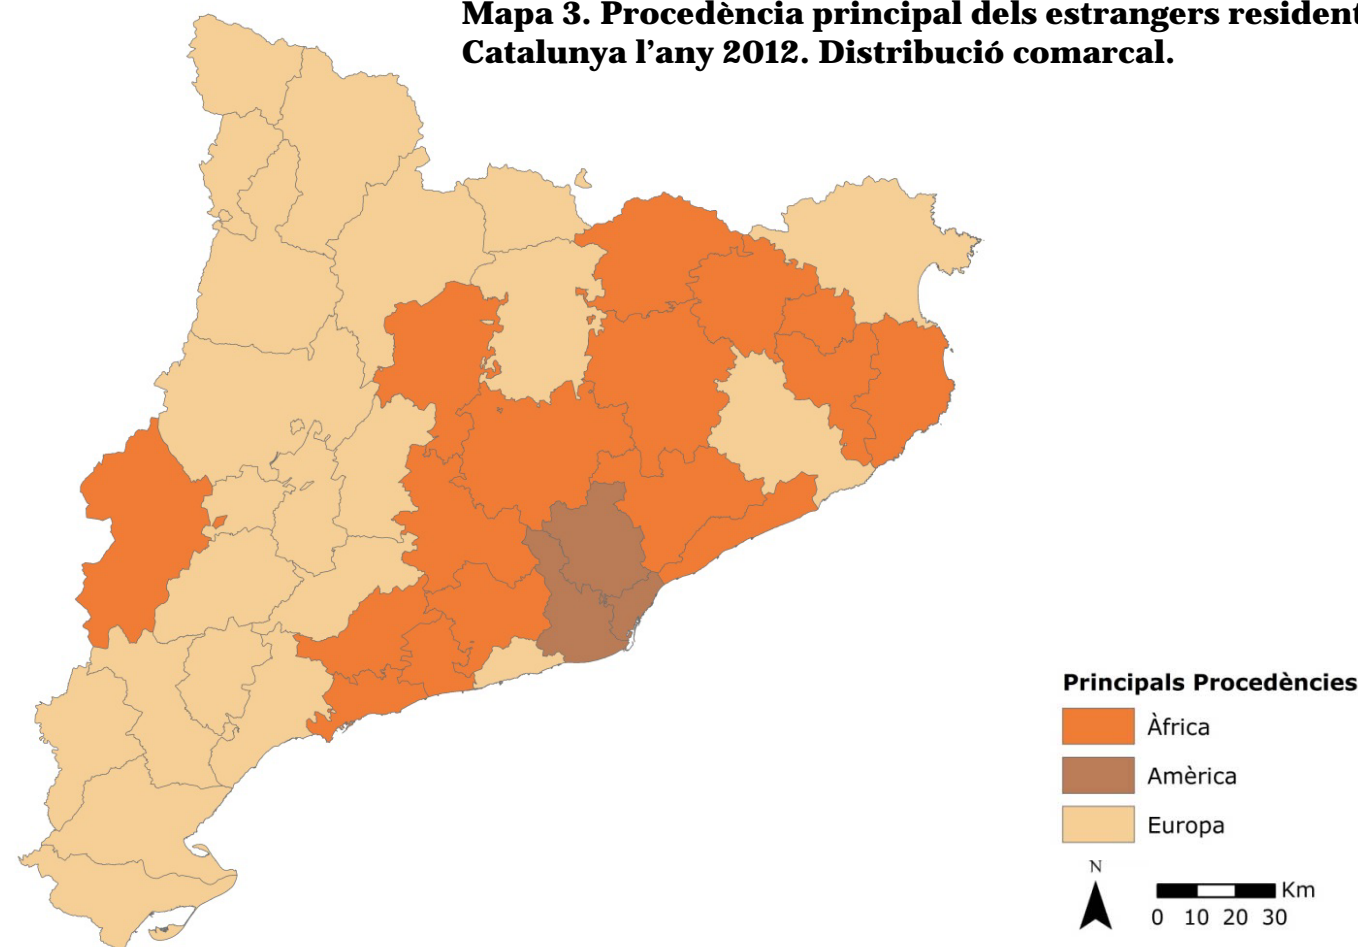 Mapa 3. Procedència principal dels estrangers resident
Catalunya l’any 2012. Distribució comarcal.
Principals Procedències
Àfrica
Amèrica
Europa
N
Km
0 10 20 30